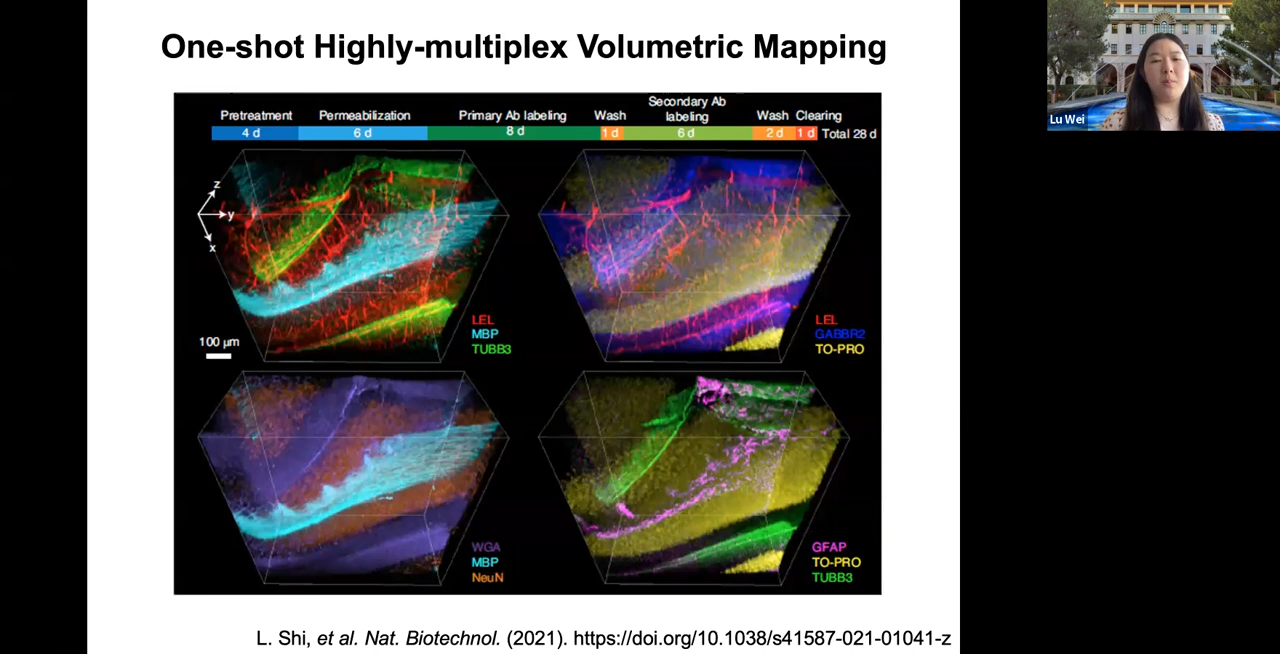 One-shot Highly-multiplex Volumetric Mapping
Pretreatment Permeabilization Primary Ab labeling Wash Secondary Ab labeling Wash Clearing
4 d 6 d 8 d 1 d 6 d 2 d 1 d Total 28 d
z
y
x
100 μm
LEL
MBP
TUBB3
LEL
GABBR2
TO-PRO
WGA
MBP
NeuN
GFAP
TO-PRO
TUBB3
L. Shi, et al. Nat. Biotechnol. (2021). https://doi.org/10.1038/s41587-021-01041-z
Lu Wei